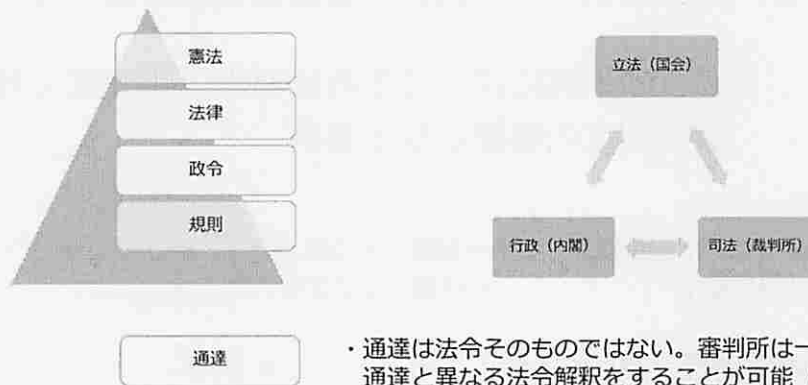 憲法
法律
政令
規則
立法（国会）
行政（内閣）
司法（裁判所）
通達
・通達は法令そのものではない。審判所は一
通達と異なる法令解釈をすることが可能